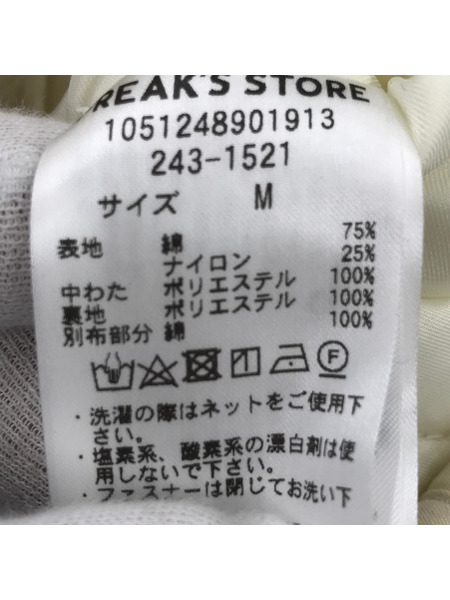 REAK'S STORE
1051248901913
243-1521
サイズ M
表地 綿 75%
ナイロン 25%
中わた ポリエステル 100%
裏地 ポリエステル 100%
別布部分 綿 100%
F
・洗濯の際はネットをご使用下
さい。
・塩素系、酸素系の漂白剤は使
用しないで下さい。
・ファスナーは閉じてお洗い下